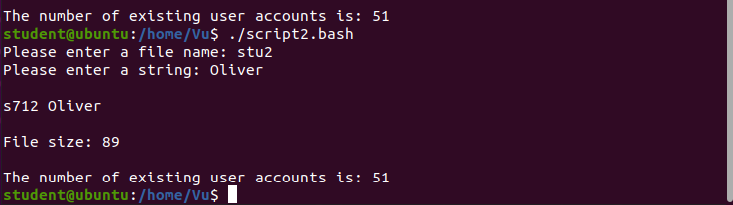 The number of existing user accounts is: 51
student@ubuntu:/home/Vu$ ./script2.bash
Please enter a file name: stu2
Please enter a string: Oliver
s712 Oliver
File size: 89
The number of existing user accounts is: 51
student@ubuntu:/home/Vu$